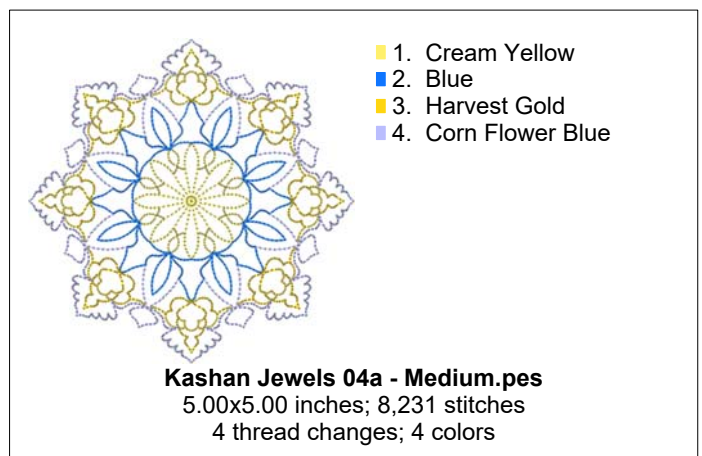 1. Cream Yellow
2. Blue
3. Harvest Gold
4. Corn Flower Blue
Kashan Jewels 04a - Medium.pes
5.00x5.00 inches; 8,231 stitches
4 thread changes; 4 colors